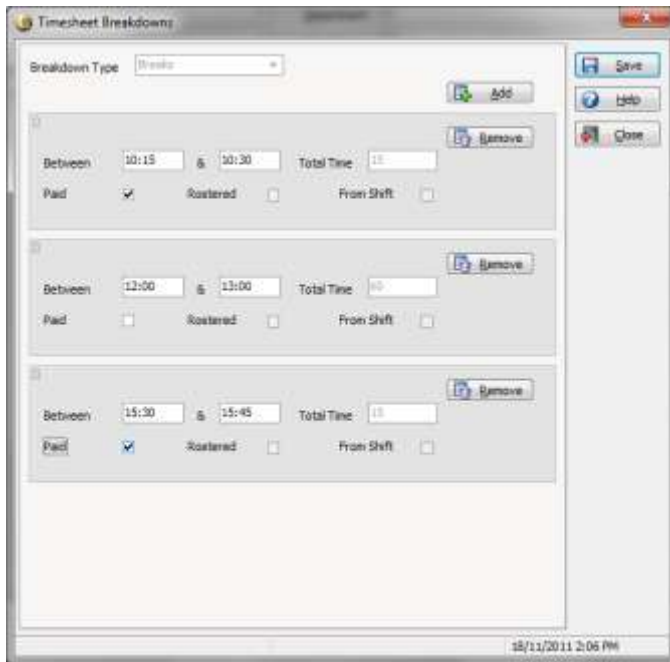 Timesheet Breakdowns
Breakdown Type Breaks
Save
Add
Help
Remove
Close
Between 10:15 & 10:30 Total Time 15
Paid Rostered From Shift
Remove
Between 12:00 & 13:00 Total Time 60
Paid Rostered From Shift
Remove
Between 15:30 & 15:45 Total Time 15
Paid Rostered From Shift
18/11/2011 2:06 PM